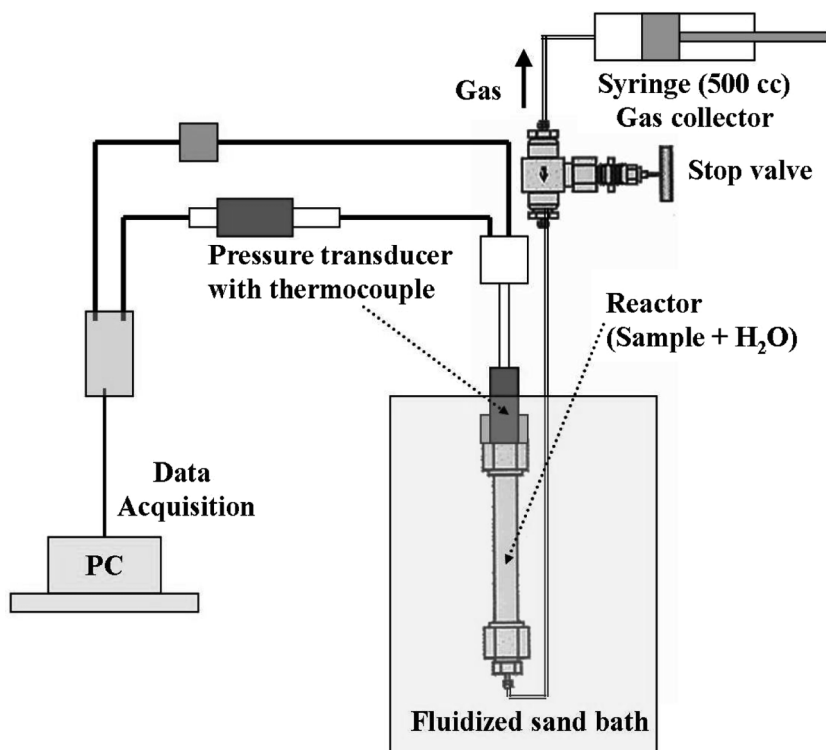 Syringe (500 cc)
Gas collector
Gas
Stop valve
Pressure transducer
with thermocouple
Reactor
(Sample + H₂O)
Data
Acquisition
PC
Fluidized sand bath